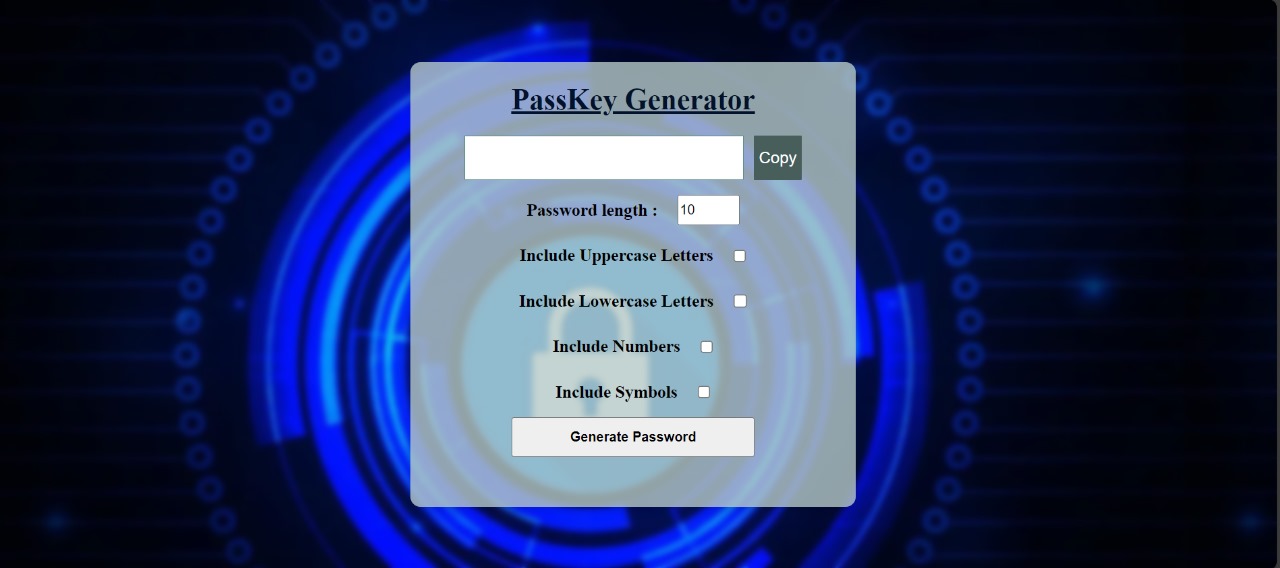 PassKey Generator
Copy
Password length : 10
Include Uppercase Letters
Include Lowercase Letters
Include Numbers
Include Symbols
Generate Password